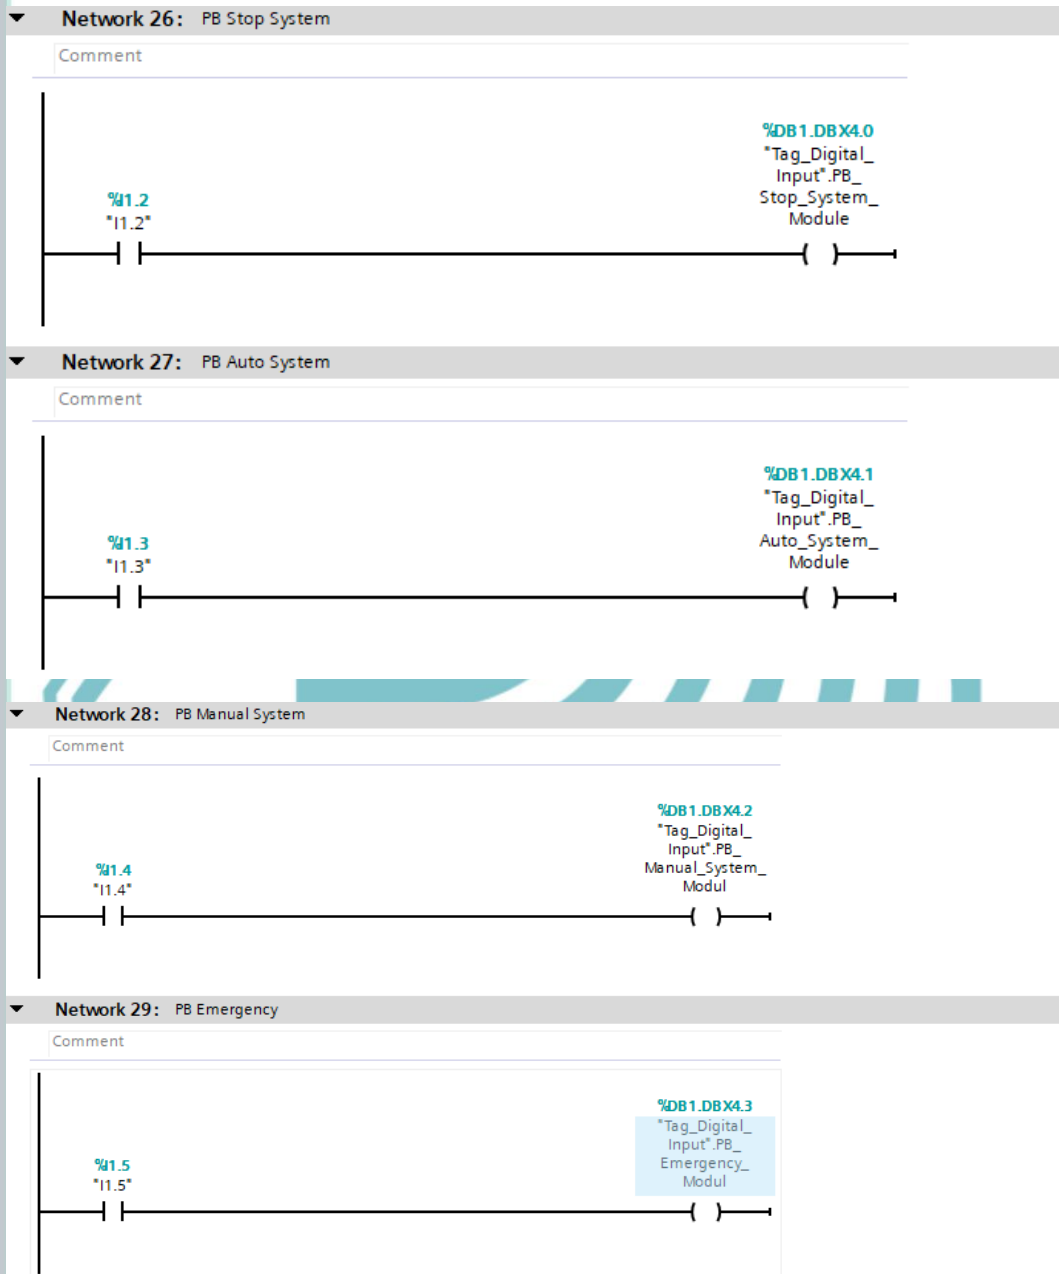 Network 26: PB Stop System
Comment
%DB1.DBX4.0
"Tag_Digital_
Input".PB_
Stop_System_
Module
%I1.2
"I1.2"
Network 27: PB Auto System
Comment
%DB1.DBX4.1
"Tag_Digital_
Input".PB_
Auto_System_
Module
%I1.3
"I1.3"
Network 28: PB Manual System
Comment
%DB1.DBX4.2
"Tag_Digital_
Input".PB_
Manual_System_
Modul
%I1.4
"I1.4"
Network 29: PB Emergency
Comment
%DB1.DBX4.3
"Tag_Digital_
Input".PB_
Emergency_
Modul
%I1.5
"I1.5"